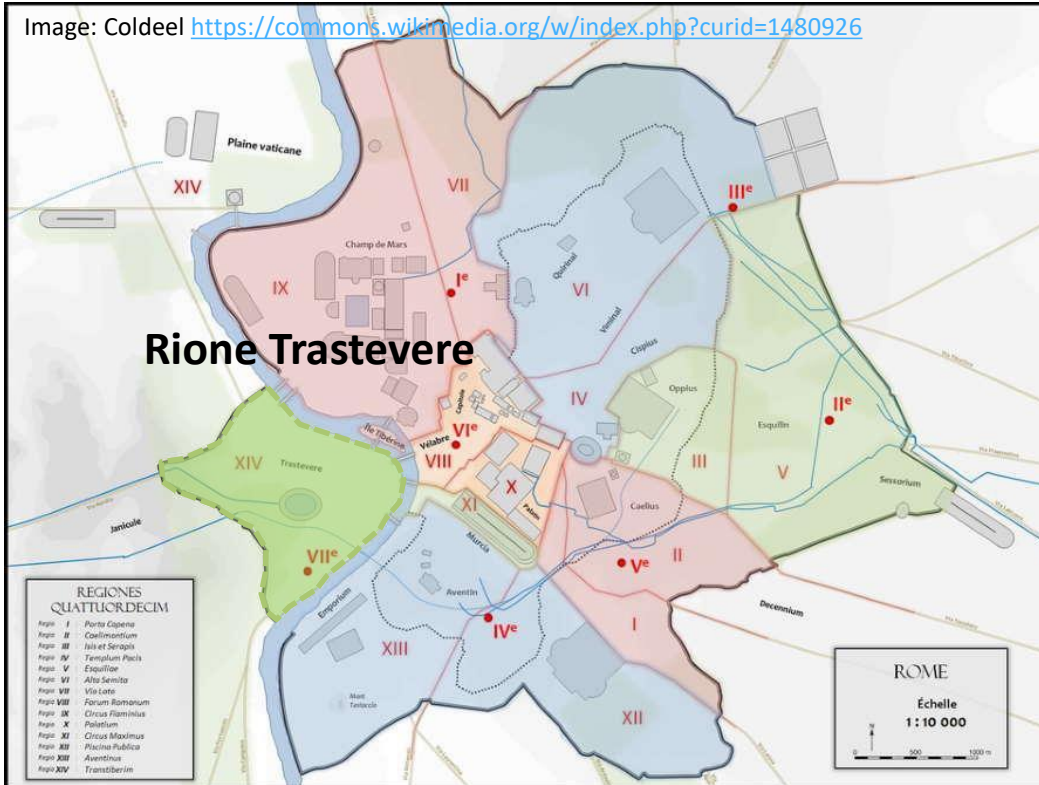 Image: Coldeel https://commons.wikimedia.org/w/index.php?curid=1480926
Plaine vaticane
XIV
VII
IIIᵉ
Champ de Mars
IX
Iᵉ
Quirinal
VI
Viminal
Rione Trastevere
Cispius
Oppius
IV
Capitole
Île Tibérine
Vélabre
VIᵉ
VIII
Esquilin
IIᵉ
III
V
XIV
Trastevere
X
Palatin
XI
Caelius
Sessorium
Janicule
Murcia
VIIᵉ
II
Vᵉ
Aventin
Emporium
IVᵉ
I
Decennium
XIII
Mont
Testaccio
XII
REGIONES
QUATTUORDECIM
Regio I Porta Capena
Regio II Caelimontium
Regio III Isis et Serapis
Regio IV Templum Pacis
Regio V Esquiliae
Regio VI Alta Semita
Regio VII Via Lata
Regio VIII Forum Romanum
Regio IX Circus Flaminius
Regio X Palatium
Regio XI Circus Maximus
Regio XII Piscina Publica
Regio XIII Aventinus
Regio XIV Transtiberim
ROME
Échelle
1 : 10 000
N
0 500 1000 m